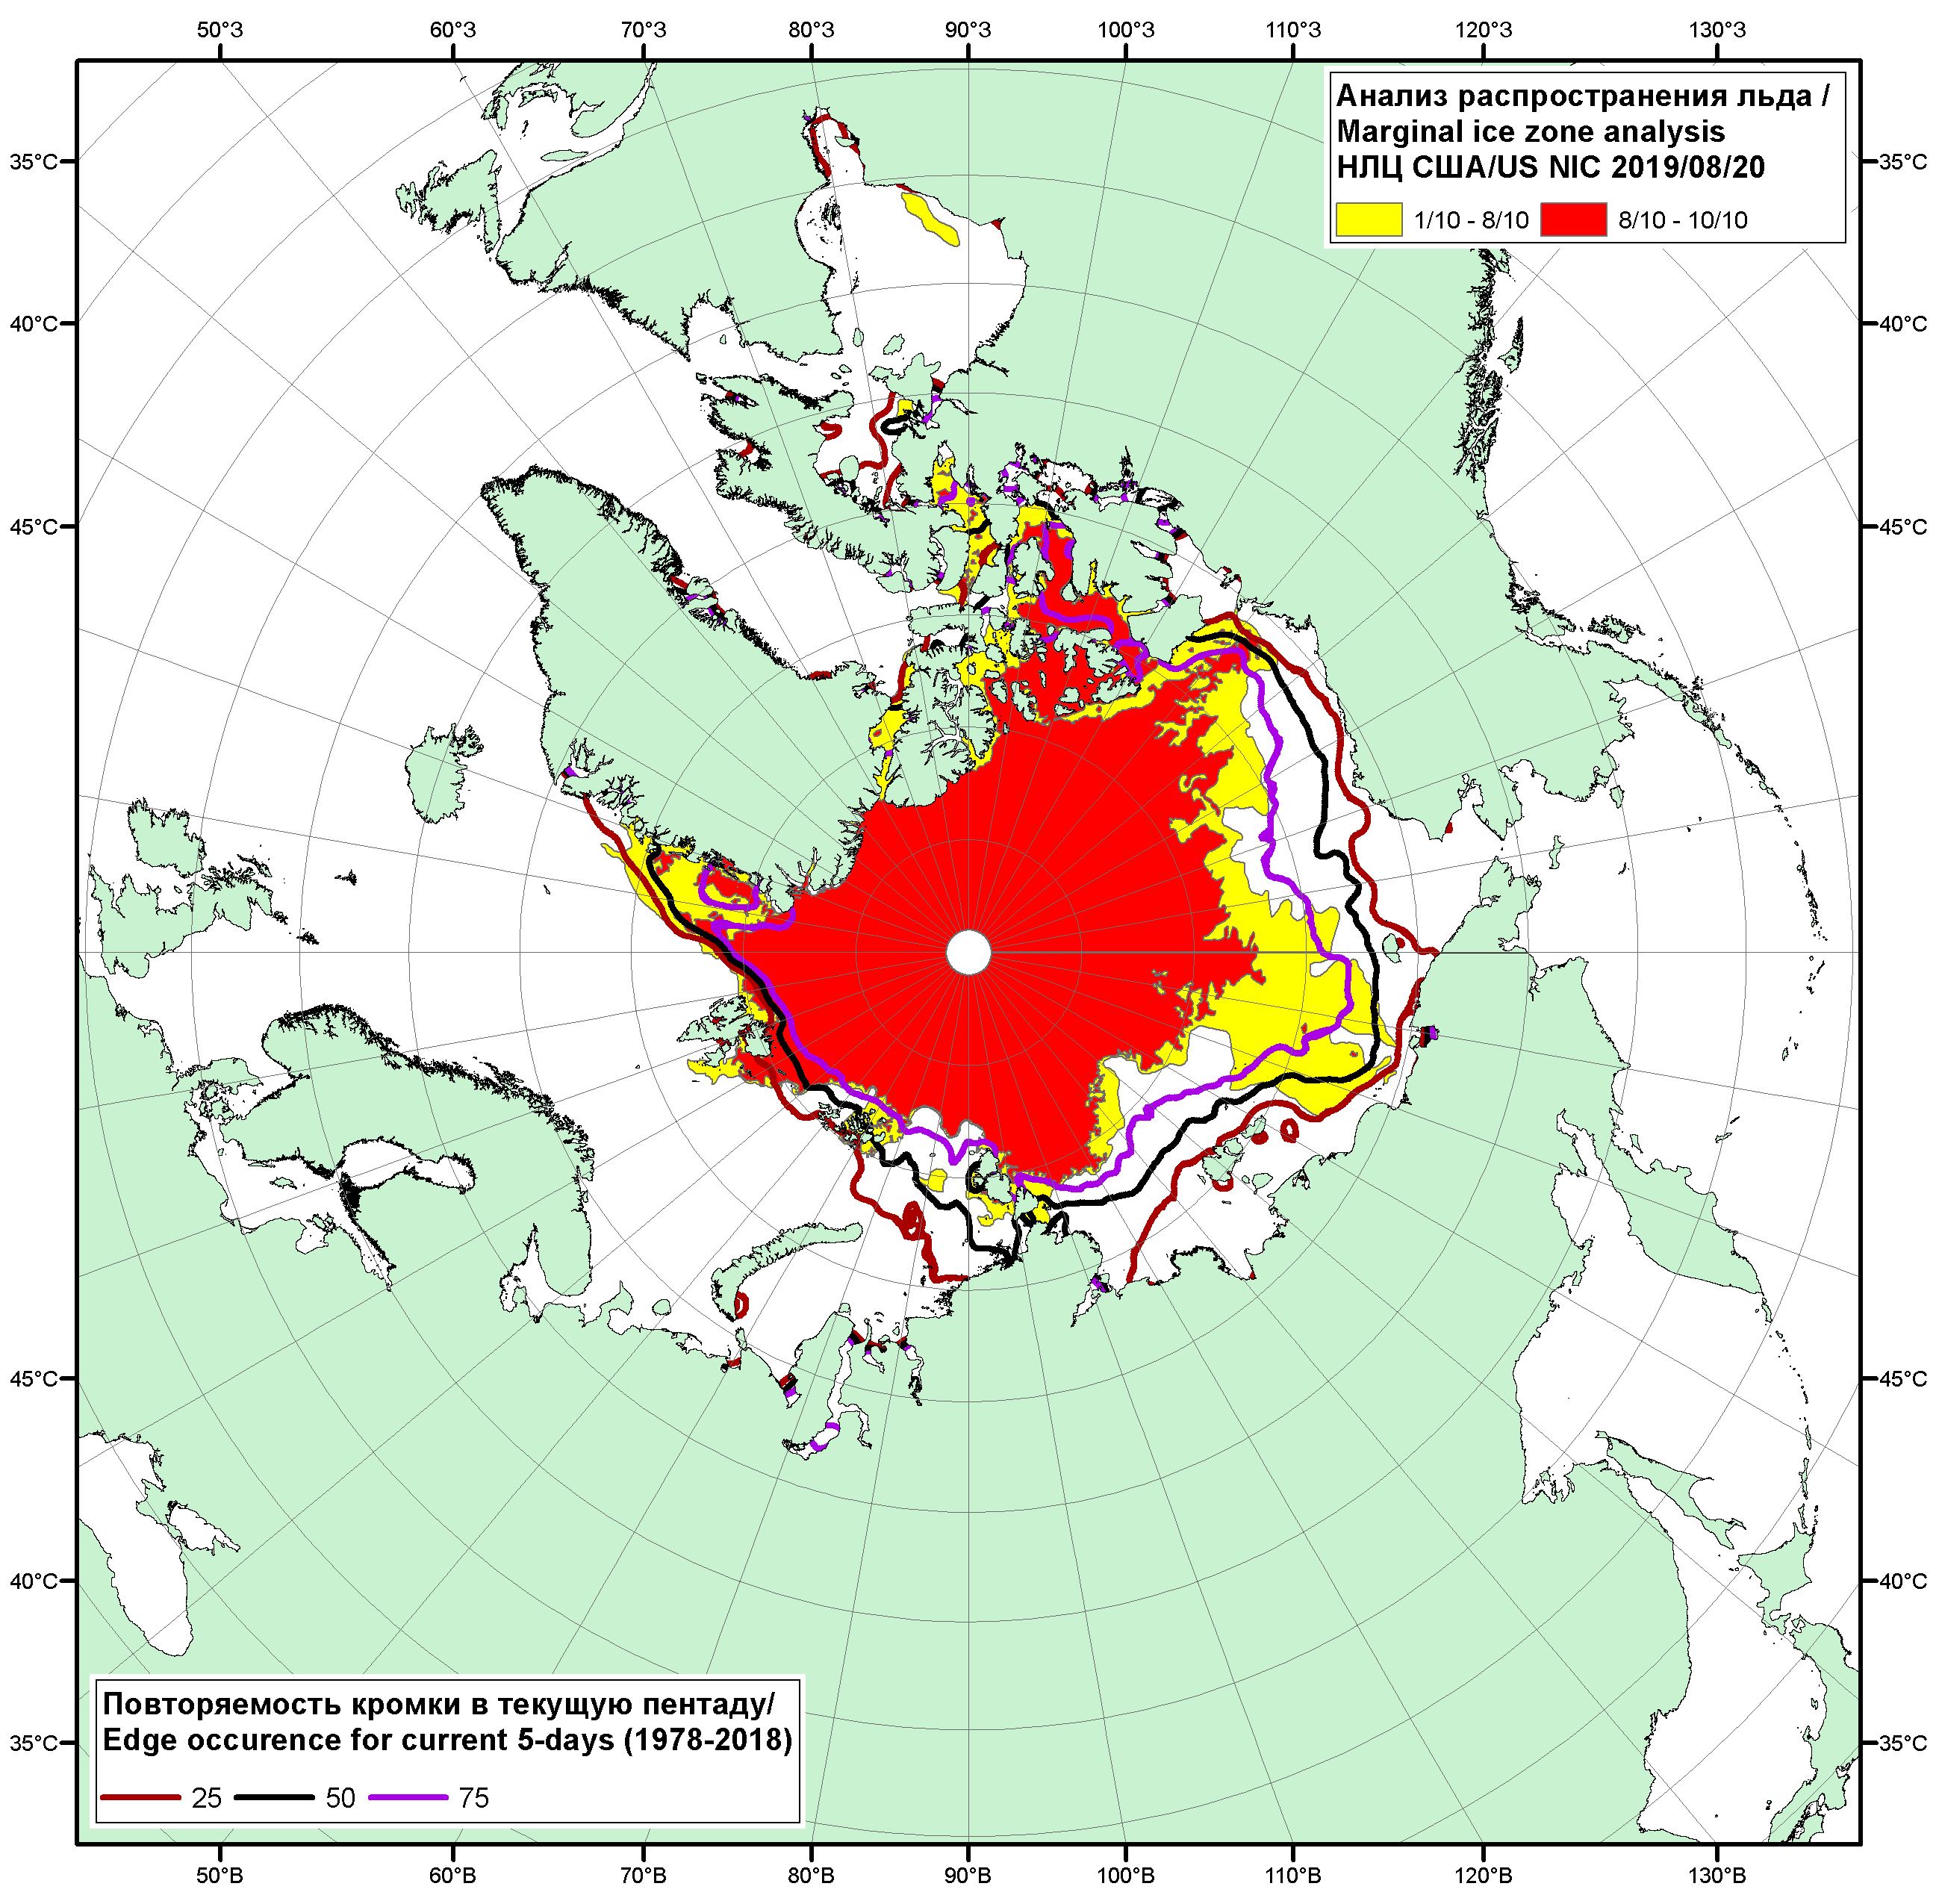 50°З 60°З 70°З 80°З 90°З 100°З 110°З 120°З 130°З
Анализ распространения льда /
Marginal ice zone analysis
НЛЦ США/US NIC 2019/08/20
1/10 - 8/10 8/10 - 10/10
35°С 35°С
40°С 40°С
45°С 45°С
45°С 45°С
40°С 40°С
35°С 35°С
Повторяемость кромки в текущую пентаду/
Edge occurence for current 5-days (1978-2018)
25 50 75
50°В 60°В 70°В 80°В 90°В 100°В 110°В 120°В 130°В